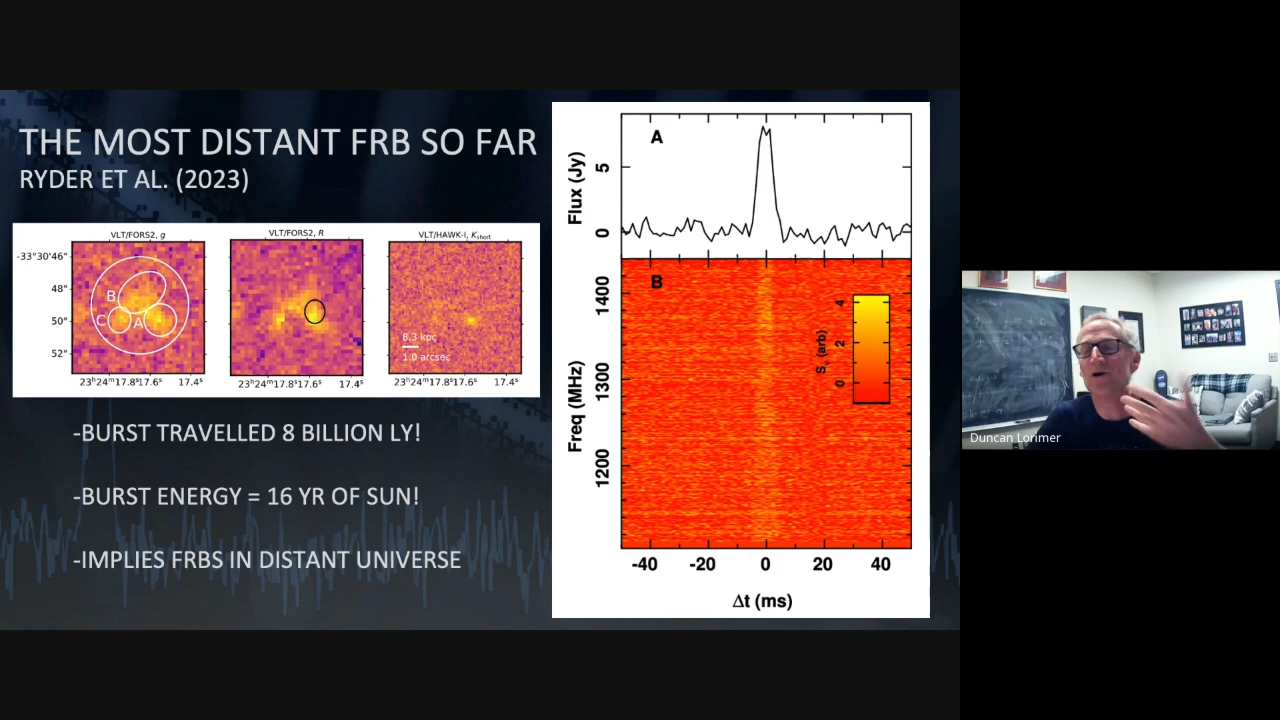 THE MOST DISTANT FRB SO FAR
RYDER ET AL. (2023)
VLT/FORS2, g
VLT/FORS2, R
VLT/HAWK-I, Kshort
-33°30'46"
48"
50"
52"
B
C
A
8.3 kpc
1.0 arcsec
23ʰ24ᵐ17.8ˢ17.6ˢ 17.4ˢ
23ʰ24ᵐ17.8ˢ17.6ˢ 17.4ˢ
23ʰ24ᵐ17.8ˢ17.6ˢ 17.4ˢ
-BURST TRAVELLED 8 BILLION LY!
-BURST ENERGY = 16 YR OF SUN!
-IMPLIES FRBS IN DISTANT UNIVERSE
A
Flux (Jy)
5
0
B
Freq (MHz)
1400
1300
1200
4
2
0
-40 -20 0 20 40
Δt (ms)
Duncan Lorimer